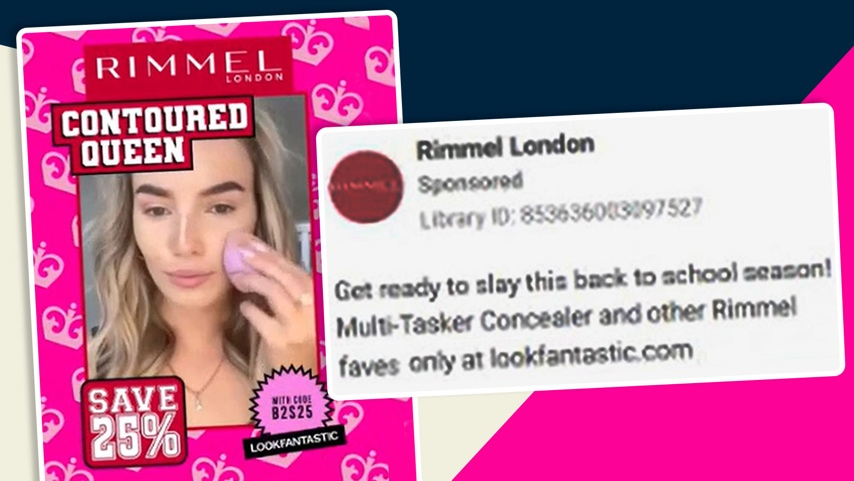 RIMMEL
LONDON
CONTOURED
QUEEN
SAVE
25%
WITH CODE
B2S25
LOOKFANTASTIC
RIMMEL
Rimmel London
Sponsored
Library ID: 853636003097527
Get ready to slay this back to school season!
Multi-Tasker Concealer and other Rimmel
faves only at lookfantastic.com